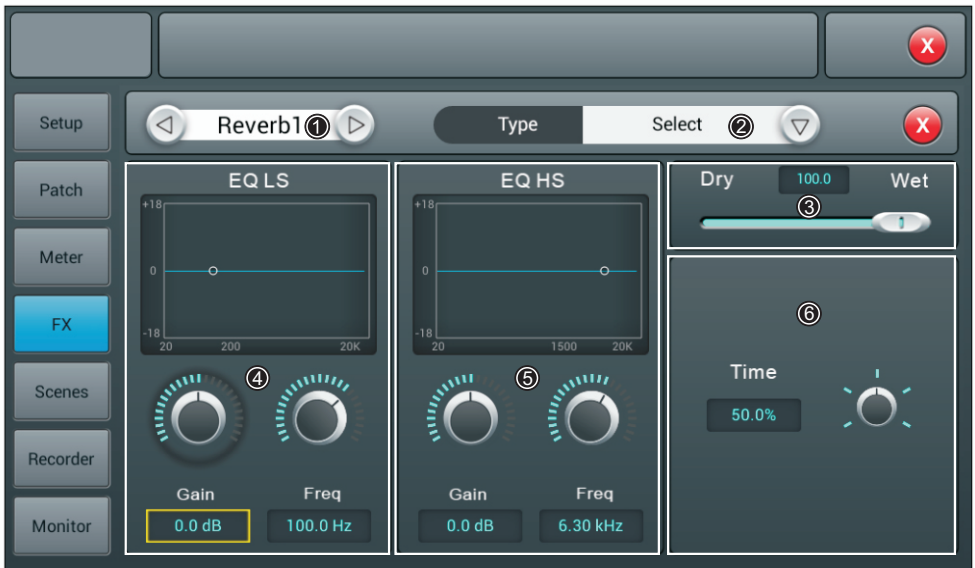 X
Setup
Reverb1 ①
Type
Select ②
X
Patch
EQ LS
EQ HS
Dry
100.0
Wet
③
+18
0
-18
20
200
20K
+18
0
-18
20
1500
20K
Meter
FX
④
⑤
⑥
Scenes
Time
50.0%
Recorder
Gain
Freq
Gain
Freq
Monitor
0.0 dB
100.0 Hz
0.0 dB
6.30 kHz